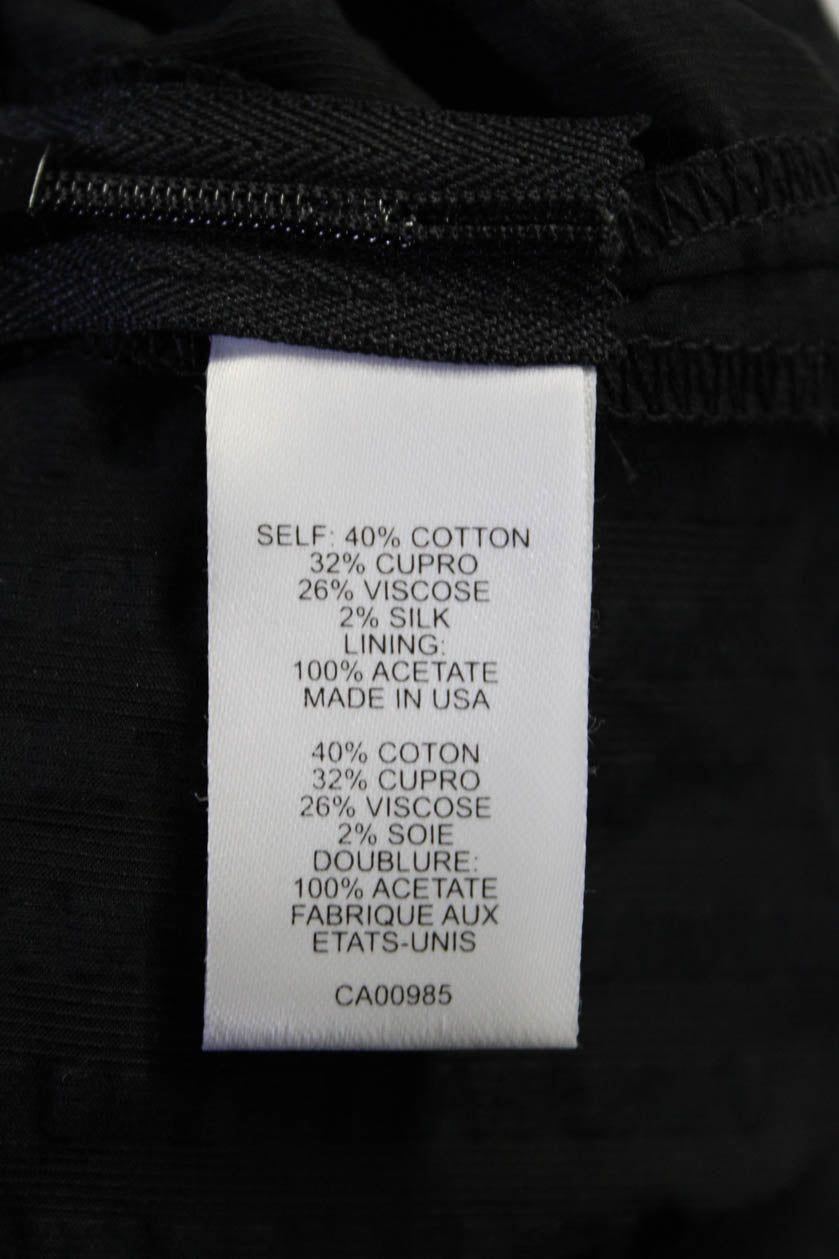 SELF: 40% COTTON
32% CUPRO
26% VISCOSE
2% SILK
LINING:
100% ACETATE
MADE IN USA
40% COTON
32% CUPRO
26% VISCOSE
2% SOIE
DOUBLURE:
100% ACETATE
FABRIQUE AUX
ETATS-UNIS
CA00985